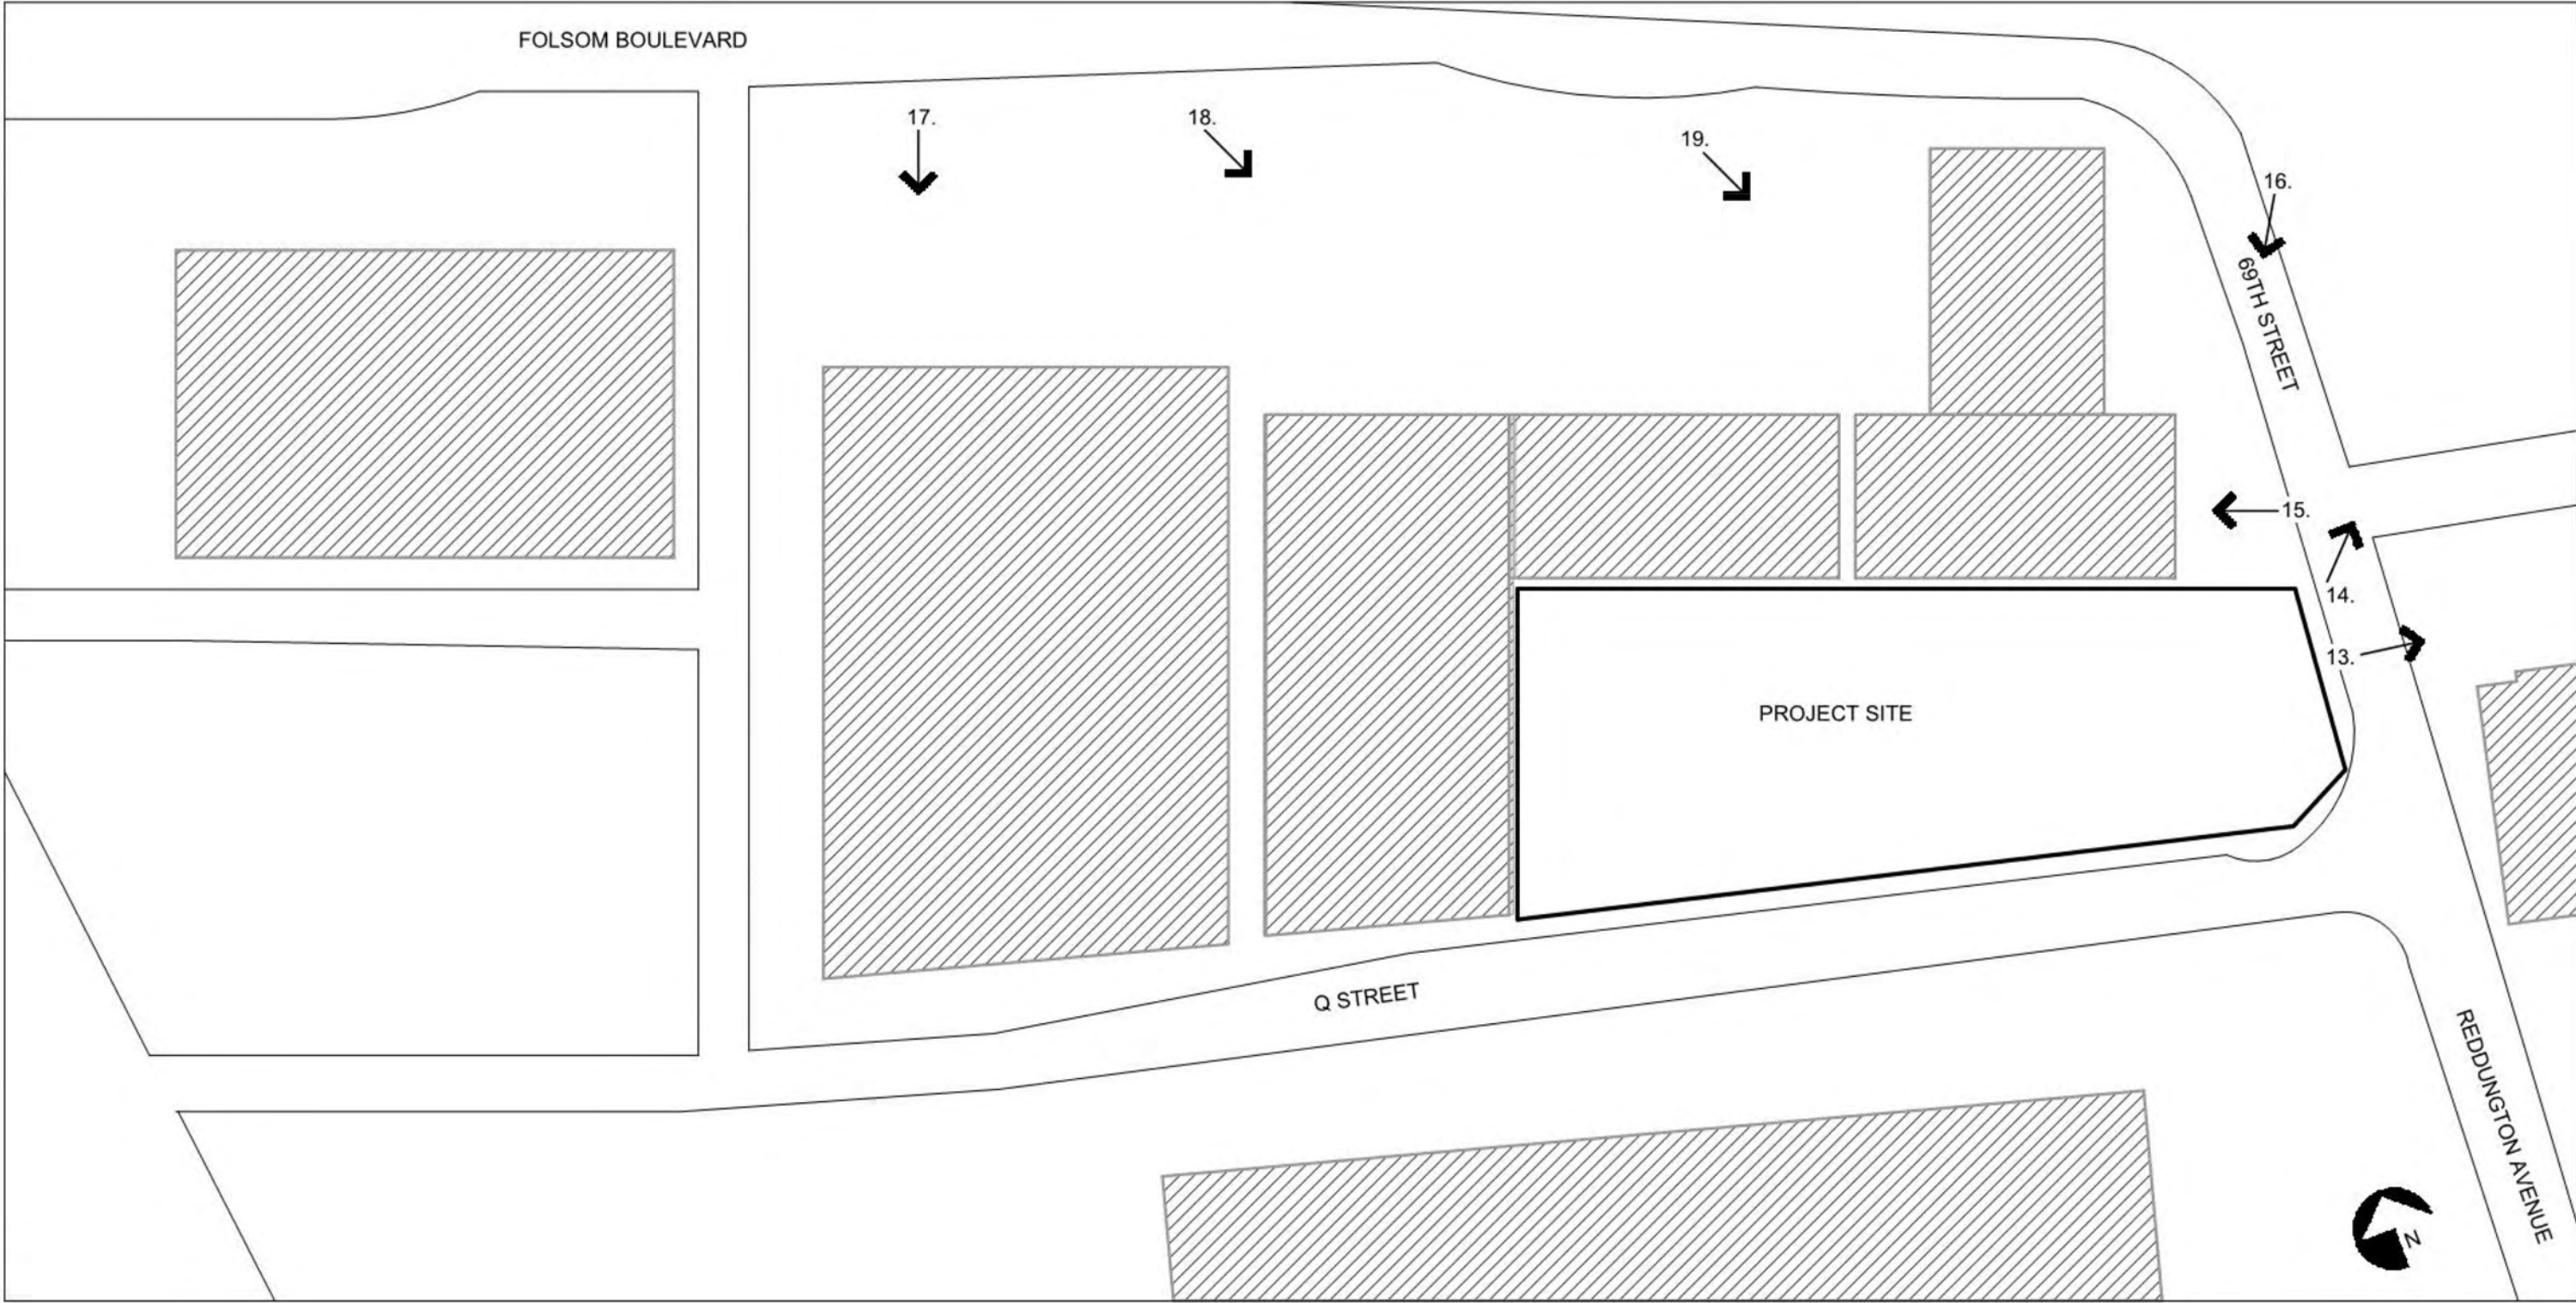 FOLSOM BOULEVARD
17.
18.
19.
16.
69TH STREET
15.
14.
13.
PROJECT SITE
Q STREET
REDDUNGTON AVENUE
N